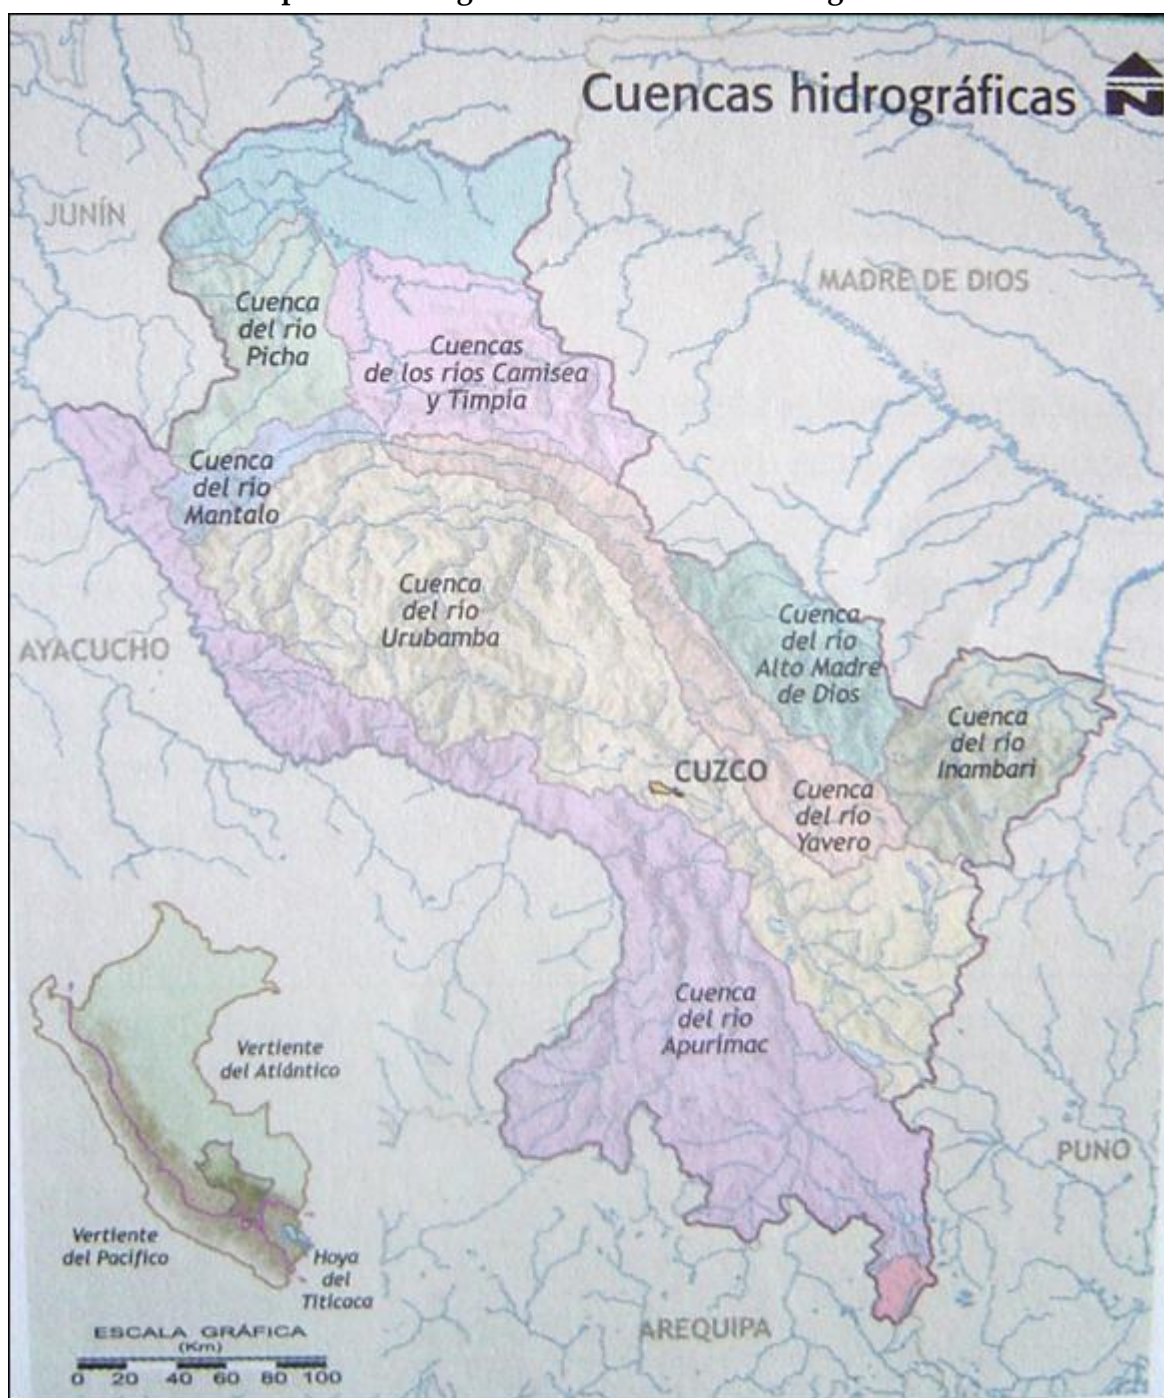 Cuencas hidrográficas
N
JUNÍN
MADRE DE DIOS
Cuenca
del río
Picha
Cuencas
de los ríos Camisea
y Timpía
Cuenca
del río
Mantalo
Cuenca
del río
Urubamba
AYACUCHO
Cuenca
del río
Alto Madre
de Dios
Cuenca
del río
Inambari
CUZCO
Cuenca
del río
Yavero
Cuenca
del río
Apurímac
Vertiente
del Atlántico
Vertiente
del Pacífico
Hoya
del
Titicaca
PUNO
AREQUIPA
ESCALA GRÁFICA
(Km)
0 20 40 60 80 100